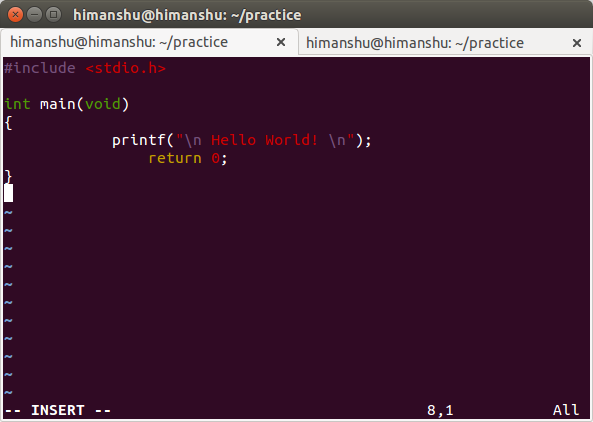 himanshu@himanshu: ~/practice
himanshu@himanshu: ~/practice × himanshu@himanshu: ~/practice ×
#include <stdio.h>

int main(void)
{
            printf("\n Hello World! \n");
                return 0;
}
~
~
~
~
~
~
~
~
~
~
~
-- INSERT -- 8,1 All